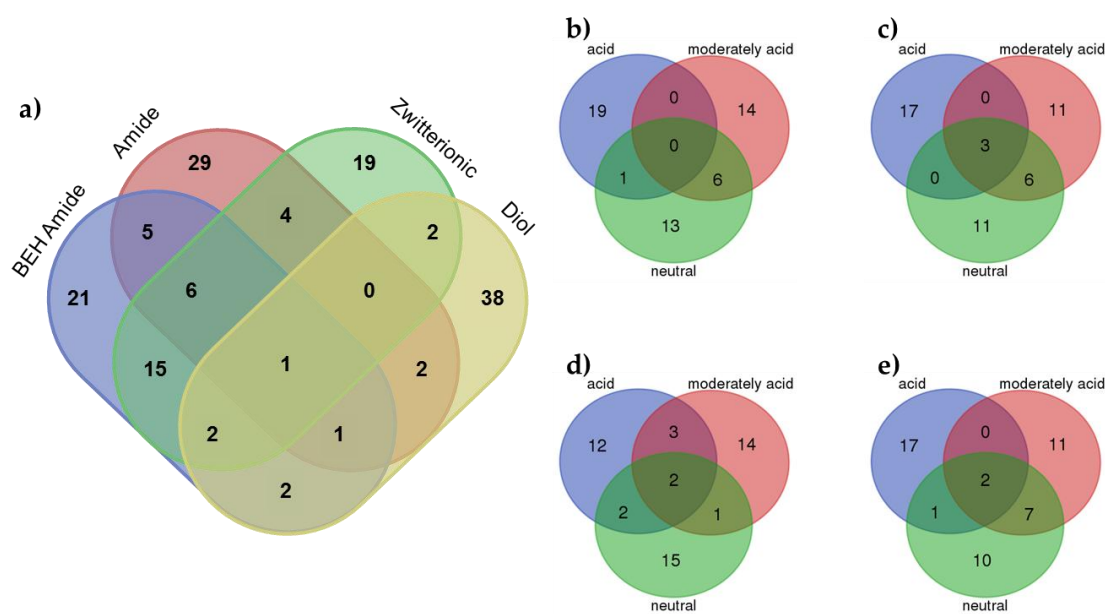 a)
BEH Amide
Amide
Zwitterionic
Diol
29
19
5
4
2
21
6
0
38
15
1
2
2
1
2
b)
acid
moderately acid
19
0
14
0
1
6
13
neutral
c)
acid
moderately acid
17
0
11
3
0
6
11
neutral
d)
acid
moderately acid
12
3
14
2
2
1
15
neutral
e)
acid
moderately acid
17
0
11
2
1
7
10
neutral